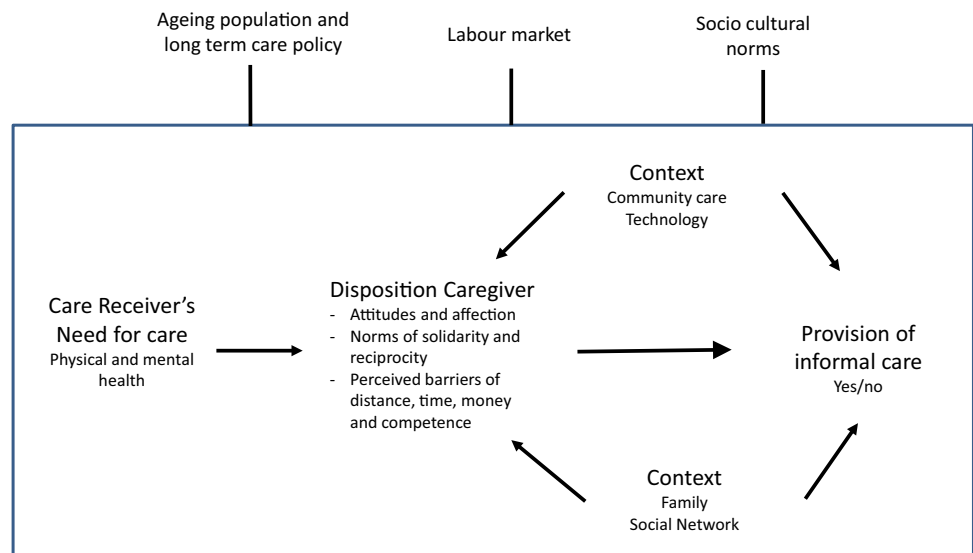 Ageing population and
long term care policy
Labour market
Socio cultural
norms
Context
Community care
Technology
Care Receiver’s
Need for care
Physical and mental
health
Disposition Caregiver
- Attitudes and affection
- Norms of solidarity and
reciprocity
- Perceived barriers of
distance, time, money
and competence
Provision of
informal care
Yes/no
Context
Family
Social Network